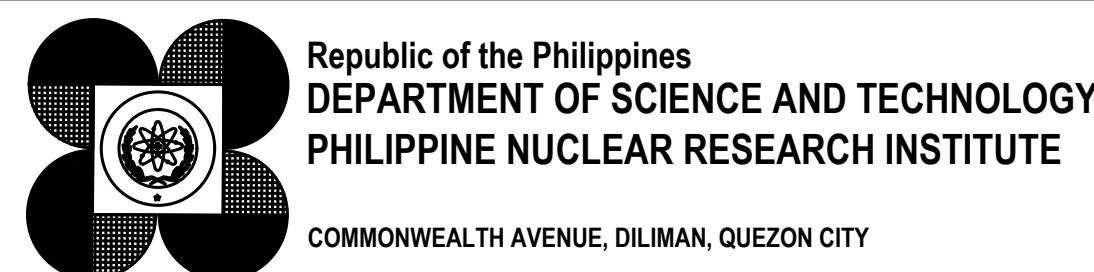 Republic of the Philippines
DEPARTMENT OF SCIENCE AND TECHNOLOGY
PHILIPPINE NUCLEAR RESEARCH INSTITUTE
COMMONWEALTH AVENUE, DILIMAN, QUEZON CITY